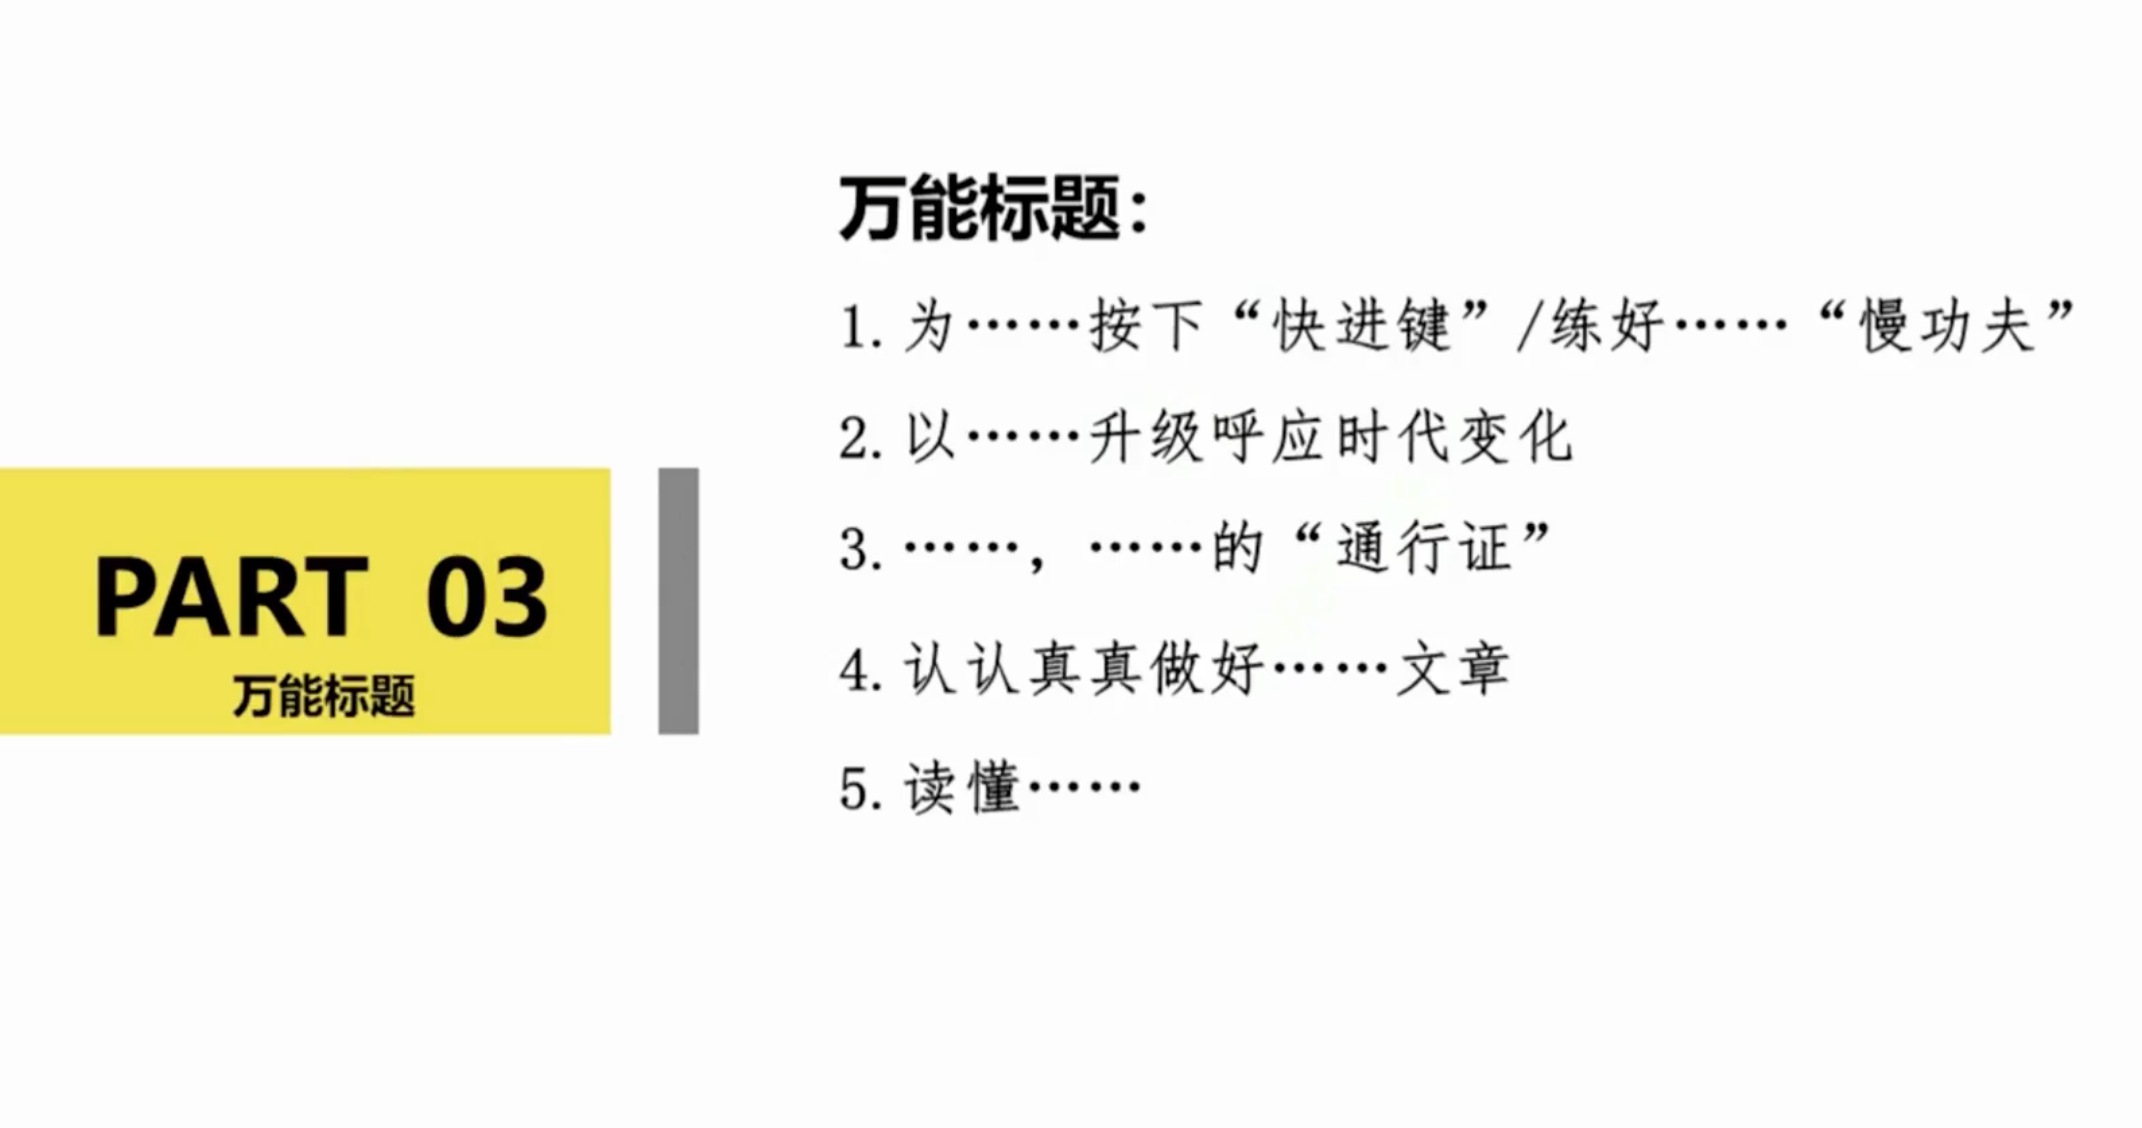 PART 03
万能标题
万能标题：
1. 为……按下“快进键”/练好……“慢功夫”
2. 以……升级呼应时代变化
3. ……，……的“通行证”
4. 认认真真做好……文章
5. 读懂……